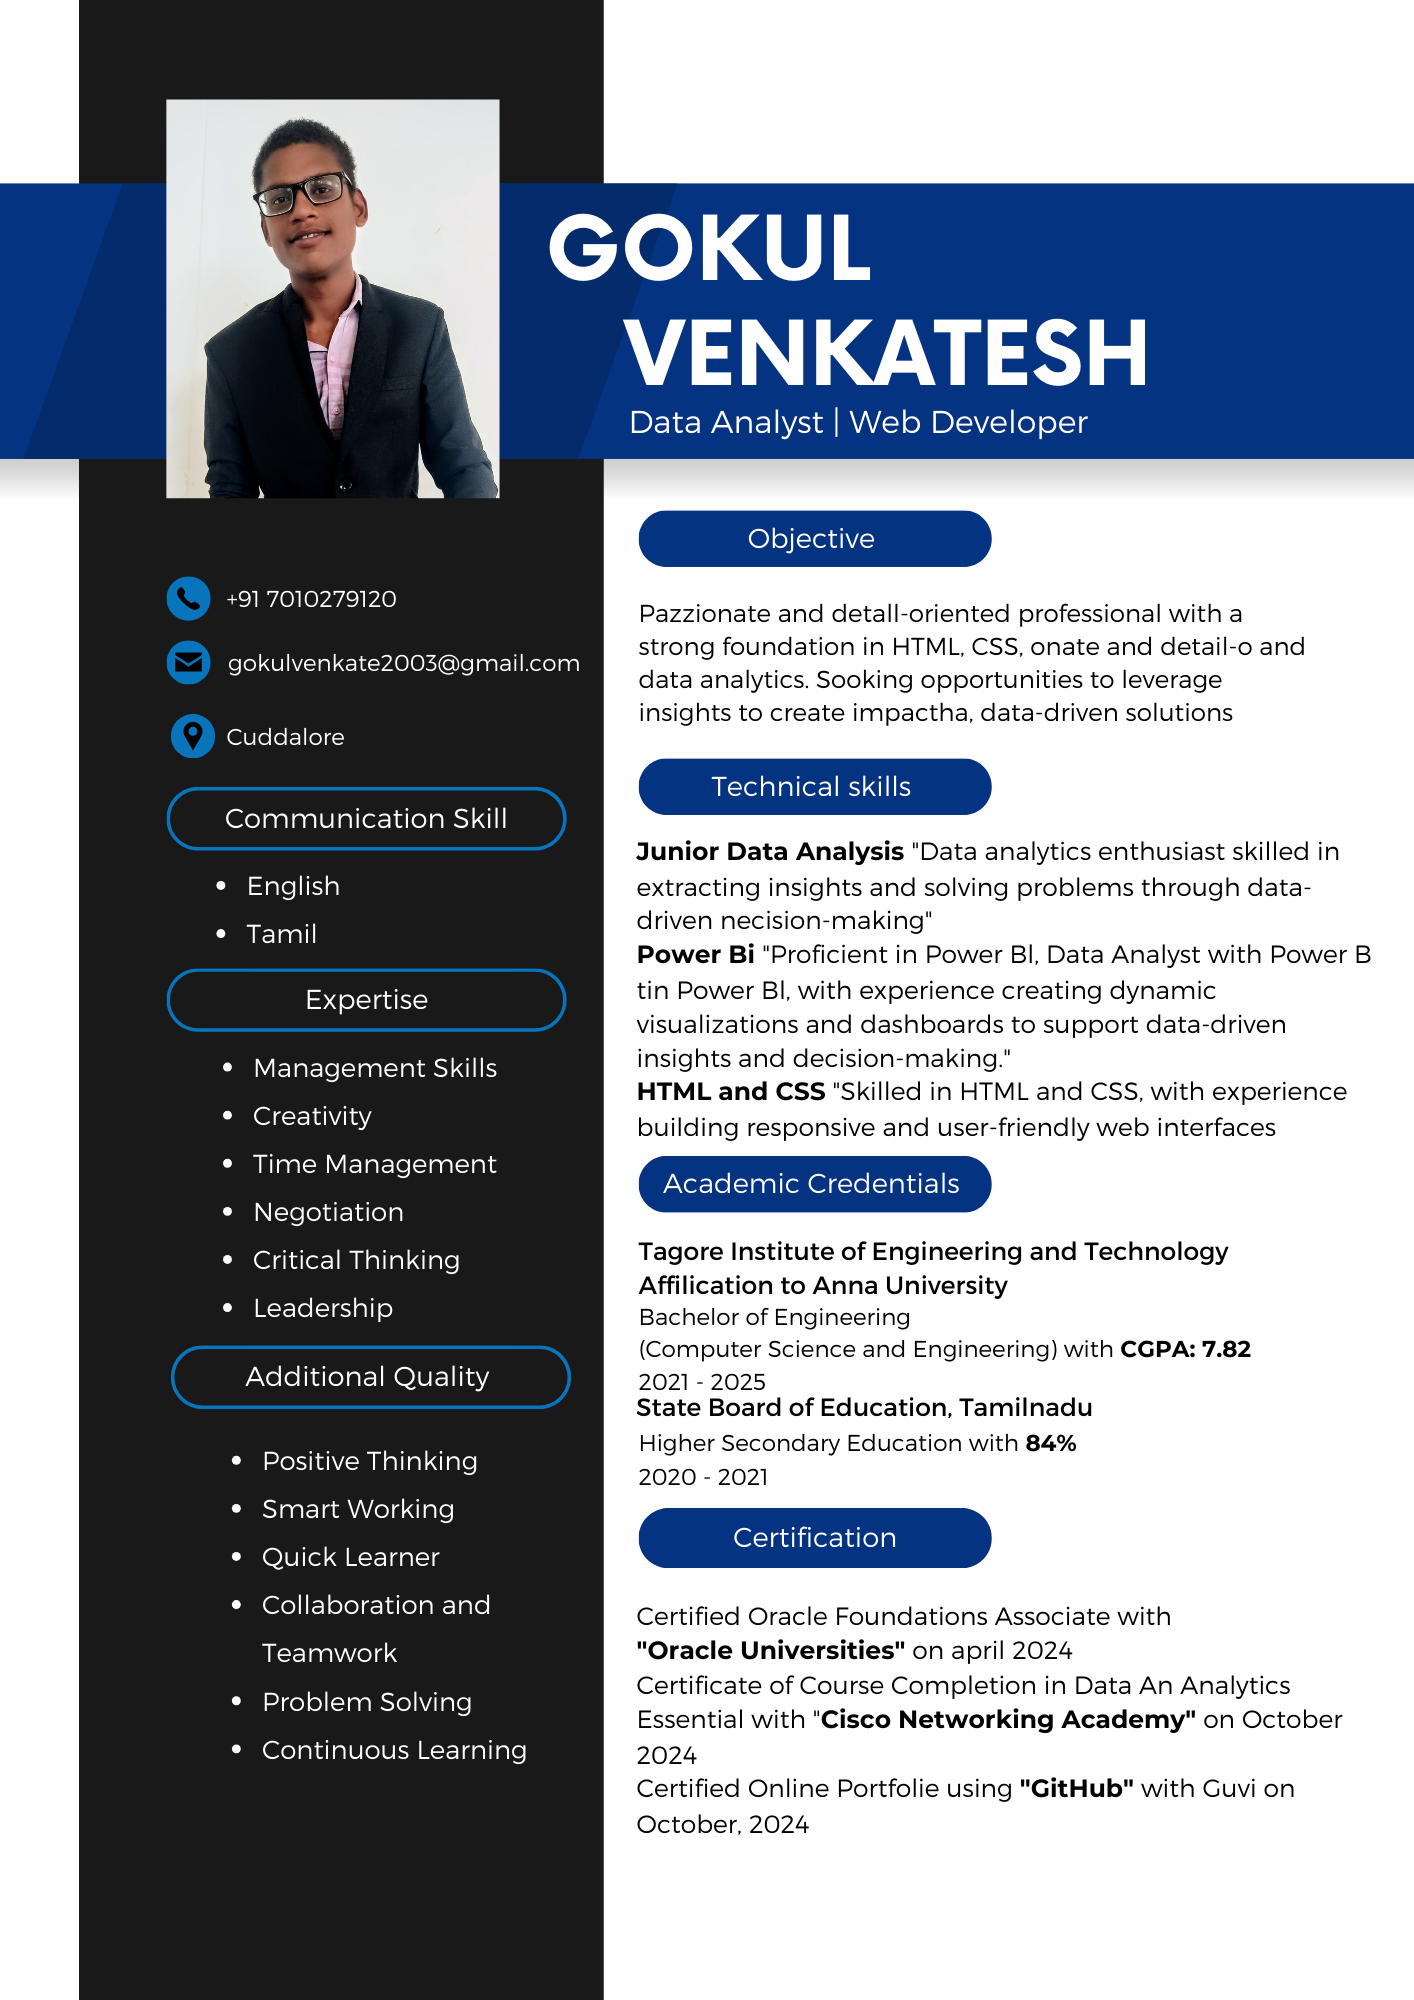 GOKUL
VENKATESH
Data Analyst | Web Developer
+91 7010279120
gokulvenkate2003@gmail.com
Cuddalore
Communication Skill
• English
• Tamil
Expertise
• Management Skills
• Creativity
• Time Management
• Negotiation
• Critical Thinking
• Leadership
Additional Quality
• Positive Thinking
• Smart Working
• Quick Learner
• Collaboration and
Teamwork
• Problem Solving
• Continuous Learning
Objective
Pazzionate and detall-oriented professional with a
strong foundation in HTML, CSS, onate and detail-o and
data analytics. Sooking opportunities to leverage
insights to create impactha, data-driven solutions
Technical skills
Junior Data Analysis "Data analytics enthusiast skilled in
extracting insights and solving problems through data-
driven necision-making"
Power Bi "Proficient in Power Bl, Data Analyst with Power B
tin Power Bl, with experience creating dynamic
visualizations and dashboards to support data-driven
insights and decision-making."
HTML and CSS "Skilled in HTML and CSS, with experience
building responsive and user-friendly web interfaces
Academic Credentials
Tagore Institute of Engineering and Technology
Affilication to Anna University
Bachelor of Engineering
(Computer Science and Engineering) with CGPA: 7.82
2021 - 2025
State Board of Education, Tamilnadu
Higher Secondary Education with 84%
2020 - 2021
Certification
Certified Oracle Foundations Associate with
"Oracle Universities" on april 2024
Certificate of Course Completion in Data An Analytics
Essential with "Cisco Networking Academy" on October
2024
Certified Online Portfolie using "GitHub" with Guvi on
October, 2024